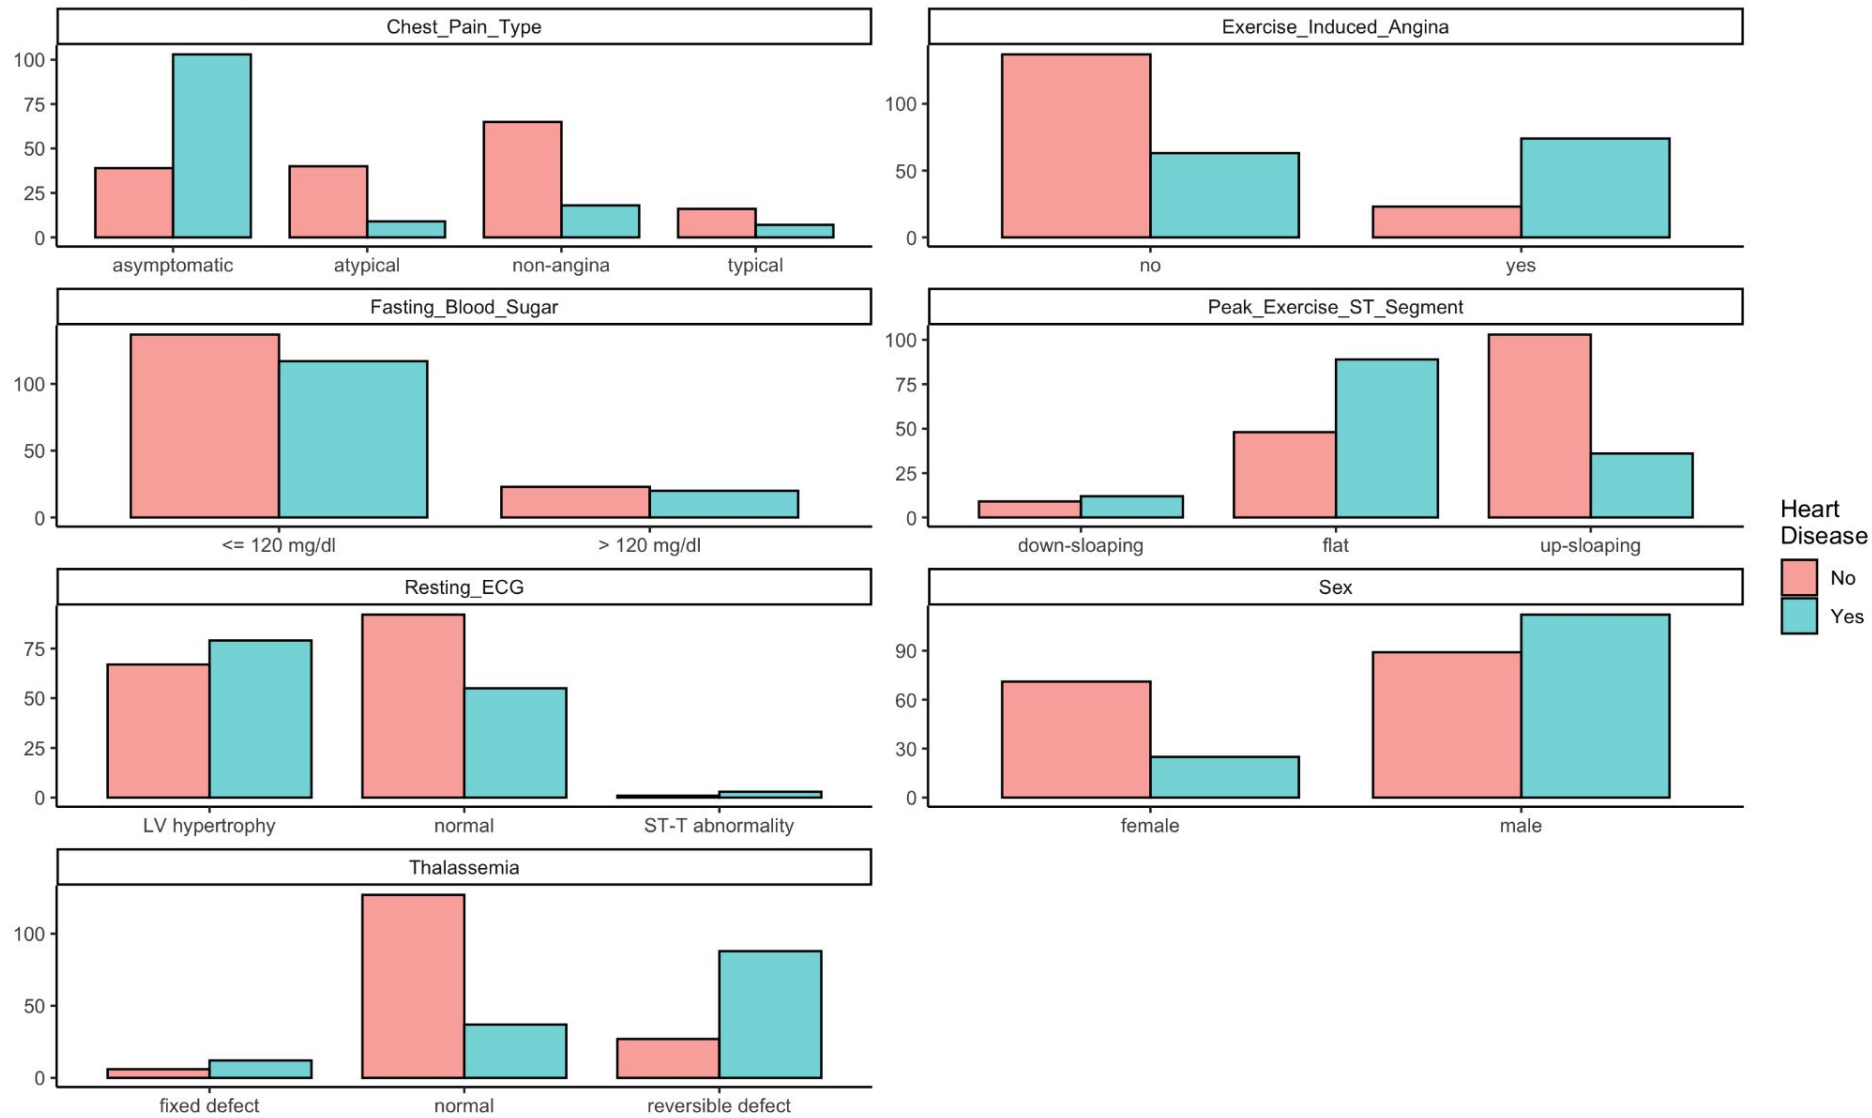 Chest_Pain_Type
100
75
50
25
0
asymptomatic atypical non-angina typical
Exercise_Induced_Angina
100
50
0
no yes
Fasting_Blood_Sugar
100
50
0
<= 120 mg/dl > 120 mg/dl
Peak_Exercise_ST_Segment
100
75
50
25
0
down-sloaping flat up-sloaping
Resting_ECG
75
50
25
0
LV hypertrophy normal ST-T abnormality
Sex
90
60
30
0
female male
Thalassemia
100
50
0
fixed defect normal reversible defect
Heart
Disease
No
Yes